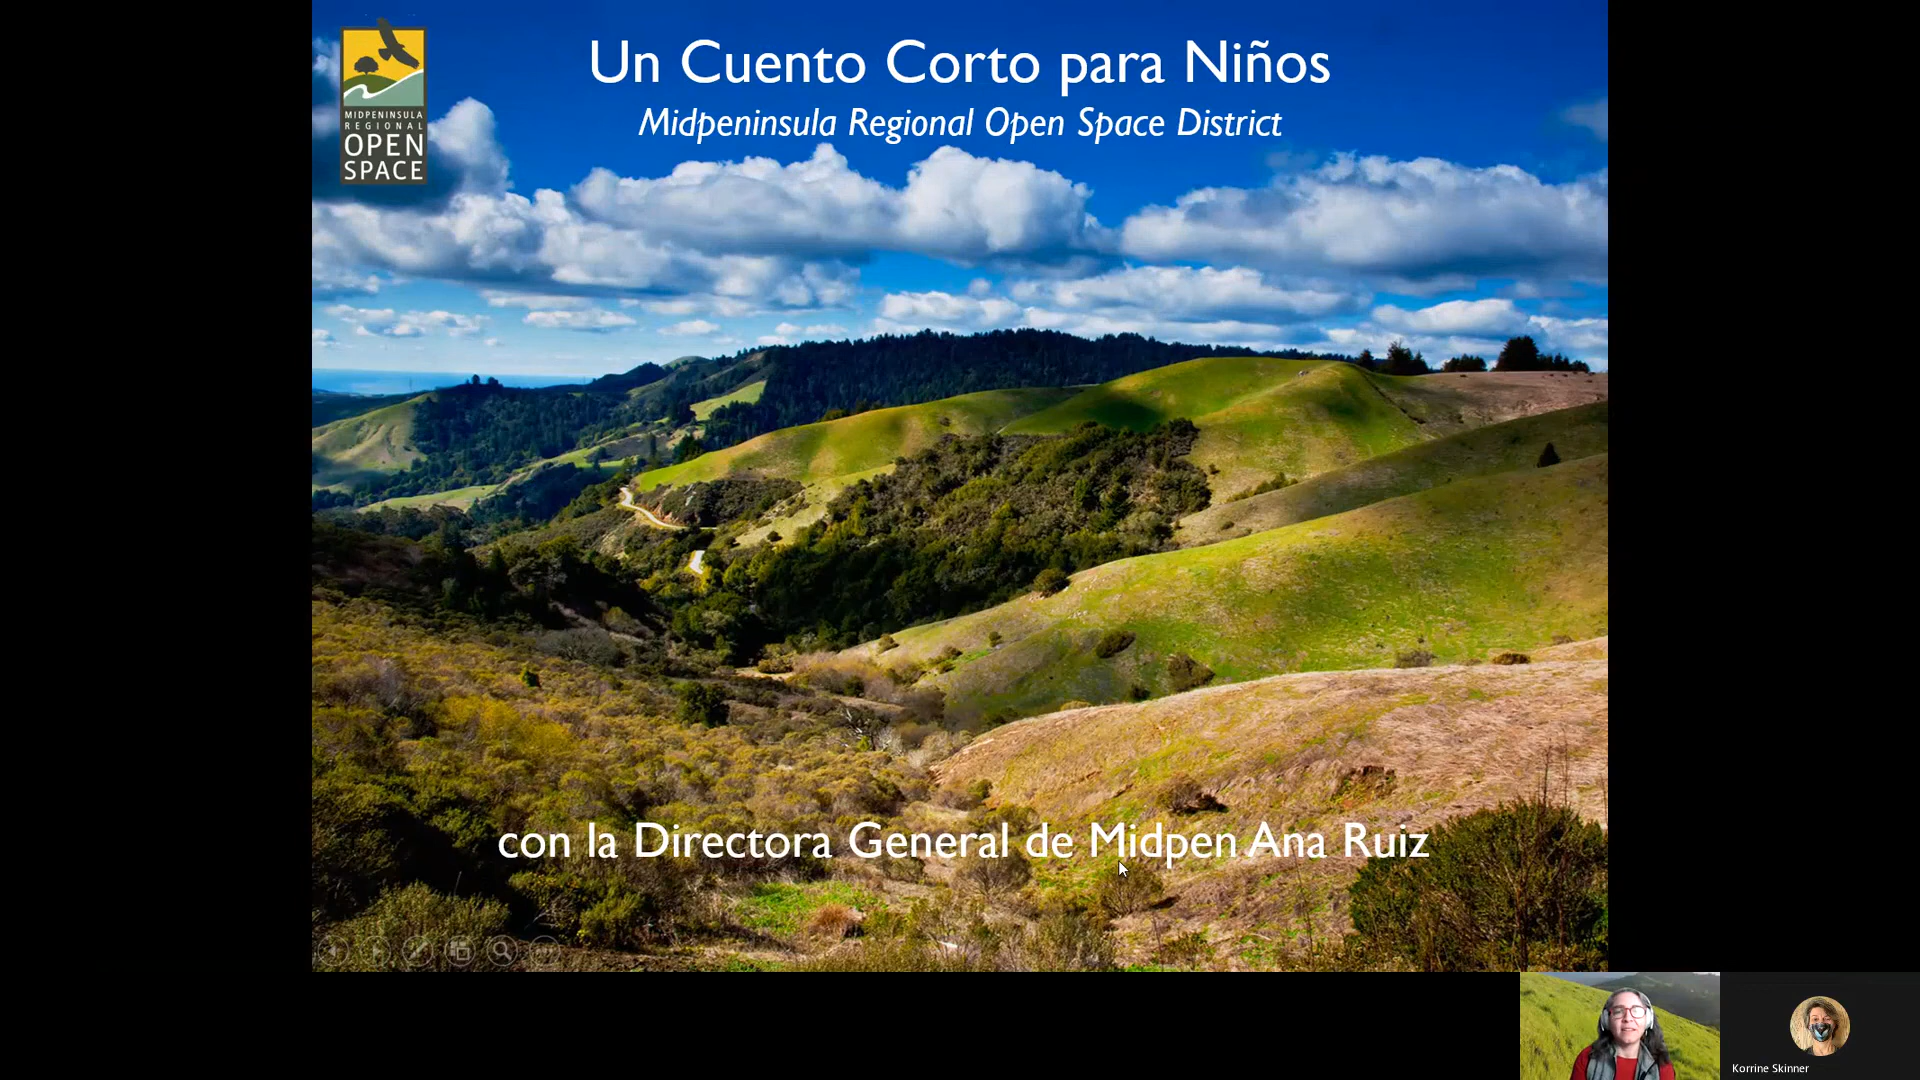 Un Cuento Corto para Niños
Midpeninsula Regional Open Space District
MIDPENINSULA
REGIONAL
OPEN
SPACE
con la Directora General de Midpen Ana Ruiz
Korrine Skinner